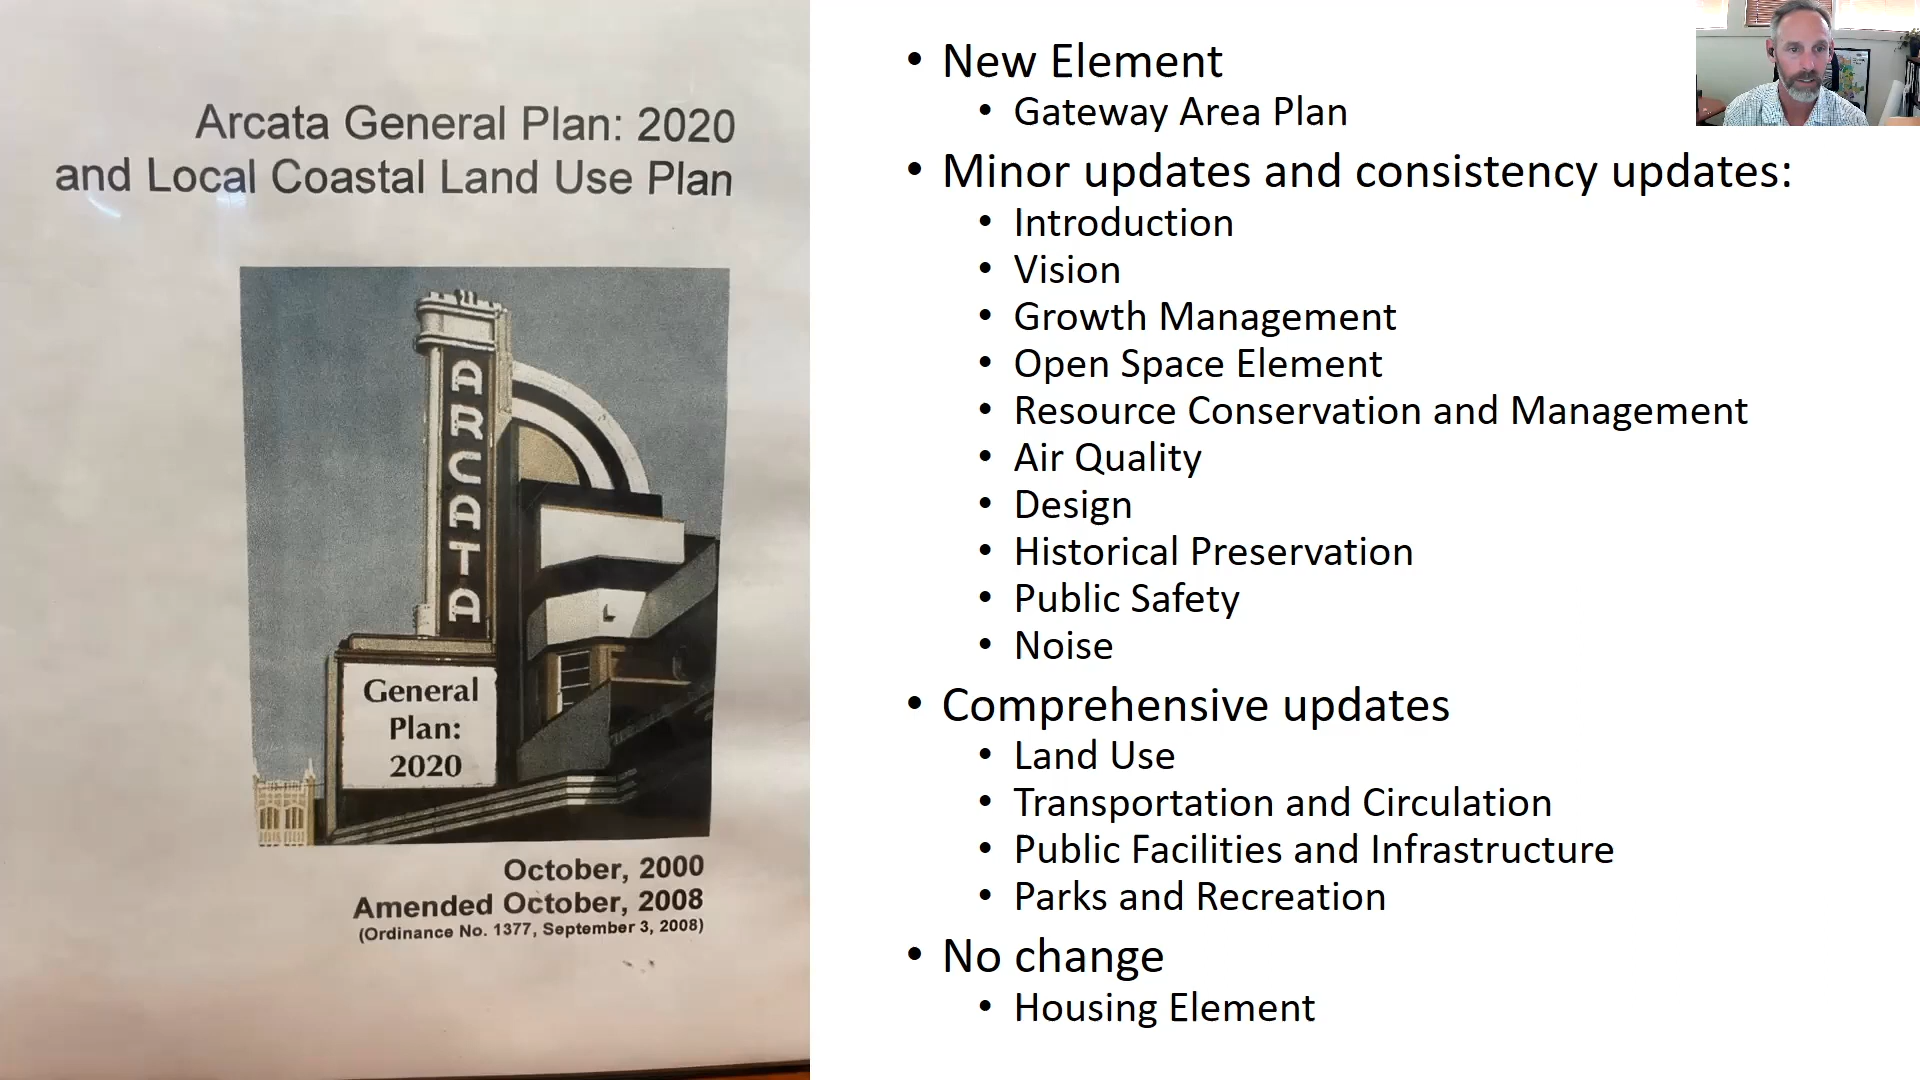 Arcata General Plan: 2020
and Local Coastal Land Use Plan
ARCATA
General
Plan:
2020
October, 2000
Amended October, 2008
(Ordinance No. 1377, September 3, 2008)
• New Element
• Gateway Area Plan
• Minor updates and consistency updates:
• Introduction
• Vision
• Growth Management
• Open Space Element
• Resource Conservation and Management
• Air Quality
• Design
• Historical Preservation
• Public Safety
• Noise
• Comprehensive updates
• Land Use
• Transportation and Circulation
• Public Facilities and Infrastructure
• Parks and Recreation
• No change
• Housing Element